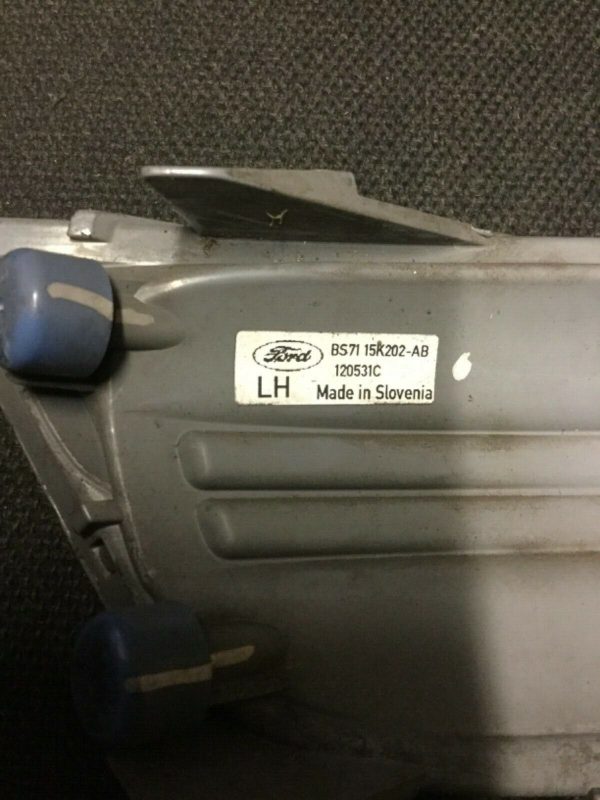 Ford
BS71 15K202-AB
120531C
LH Made in Slovenia